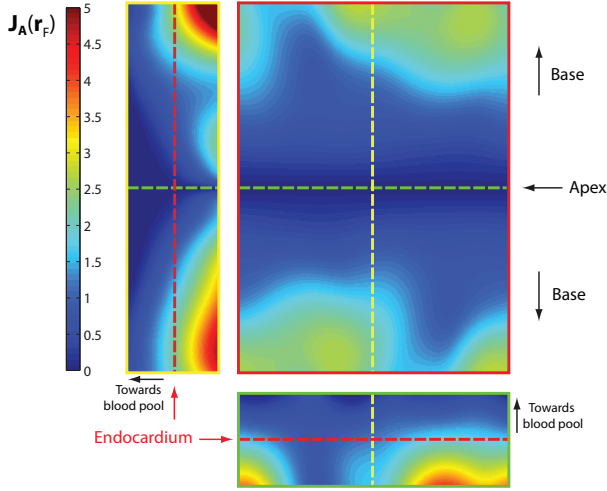 J_A(r_F)
5
4.5
4
3.5
3
2.5
2
1.5
1
0.5
0
Base
Apex
Base
Towards
blood pool
Endocardium
Towards
blood pool